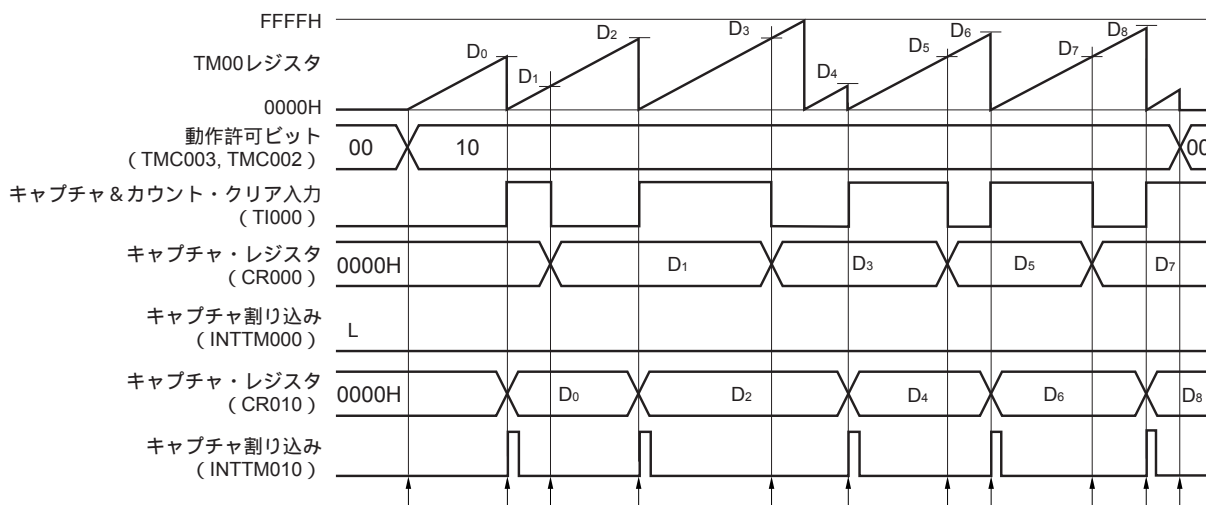 FFFFH
TM00レジスタ
0000H
D0 D1 D2 D3 D4 D5 D6 D7 D8
動作許可ビット
（TMC003, TMC002）
00 10 00
キャプチャ＆カウント・クリア入力
（TI000）
キャプチャ・レジスタ
（CR000）
0000H D1 D3 D5 D7
キャプチャ割り込み
（INTTM000）
L
キャプチャ・レジスタ
（CR010）
0000H D0 D2 D4 D6 D8
キャプチャ割り込み
（INTTM010）